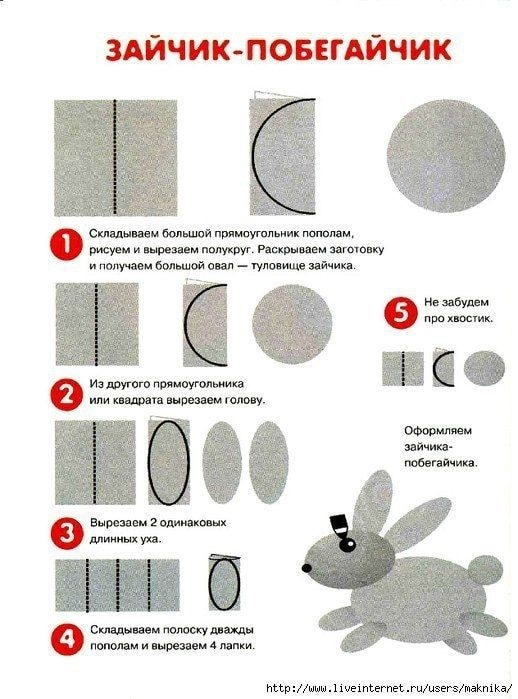 ЗАЙЧИК-ПОБЕГАЙЧИК
1 Складываем большой прямоугольник пополам,
рисуем и вырезаем полукруг. Раскрываем заготовку
и получаем большой овал — туловище зайчика.
2 Из другого прямоугольника
или квадрата вырезаем голову.
3 Вырезаем 2 одинаковых
длинных уха.
4 Складываем полоску дважды
пополам и вырезаем 4 лапки.
5 Не забудем
про хвостик.
Оформляем
зайчика-
побегайчика.
http://www.liveinternet.ru/users/maknika/